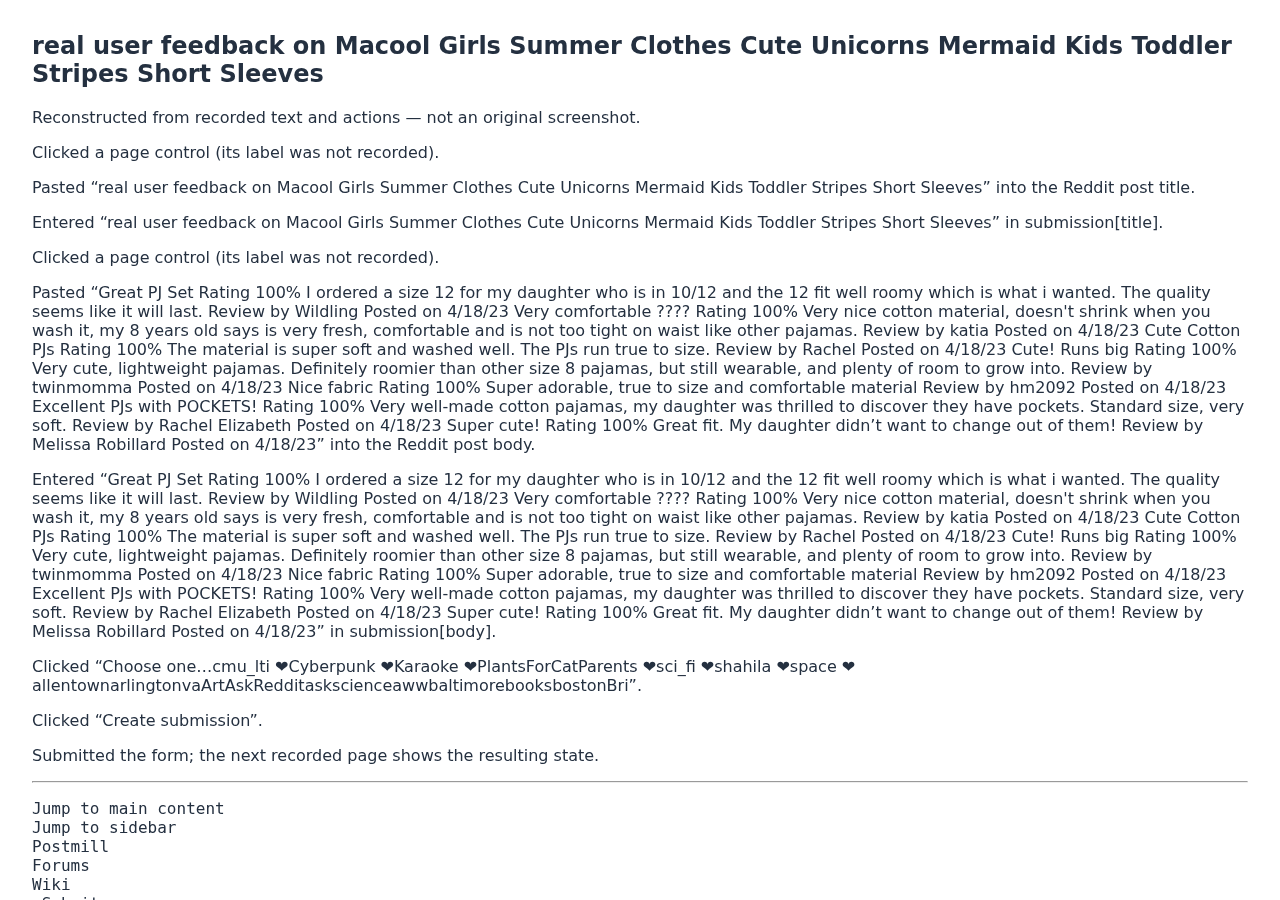 real user feedback on Macool Girls Summer Clothes Cute Unicorns Mermaid Kids Toddler
Stripes Short Sleeves
Reconstructed from recorded text and actions — not an original screenshot.
Clicked a page control (its label was not recorded).
Pasted “real user feedback on Macool Girls Summer Clothes Cute Unicorns Mermaid Kids Toddler Stripes Short Sleeves” into the Reddit post title.
Entered “real user feedback on Macool Girls Summer Clothes Cute Unicorns Mermaid Kids Toddler Stripes Short Sleeves” in submission[title].
Clicked a page control (its label was not recorded).
Pasted “Great PJ Set Rating 100% I ordered a size 12 for my daughter who is in 10/12 and the 12 fit well roomy which is what i wanted. The quality
seems like it will last. Review by Wildling Posted on 4/18/23 Very comfortable ???? Rating 100% Very nice cotton material, doesn't shrink when you
wash it, my 8 years old says is very fresh, comfortable and is not too tight on waist like other pajamas. Review by katia Posted on 4/18/23 Cute Cotton
PJs Rating 100% The material is super soft and washed well. The PJs run true to size. Review by Rachel Posted on 4/18/23 Cute! Runs big Rating 100%
Very cute, lightweight pajamas. Definitely roomier than other size 8 pajamas, but still wearable, and plenty of room to grow into. Review by
twinmomma Posted on 4/18/23 Nice fabric Rating 100% Super adorable, true to size and comfortable material Review by hm2092 Posted on 4/18/23
Excellent PJs with POCKETS! Rating 100% Very well-made cotton pajamas, my daughter was thrilled to discover they have pockets. Standard size, very
soft. Review by Rachel Elizabeth Posted on 4/18/23 Super cute! Rating 100% Great fit. My daughter didn’t want to change out of them! Review by
Melissa Robillard Posted on 4/18/23” into the Reddit post body.
Entered “Great PJ Set Rating 100% I ordered a size 12 for my daughter who is in 10/12 and the 12 fit well roomy which is what i wanted. The quality
seems like it will last. Review by Wildling Posted on 4/18/23 Very comfortable ???? Rating 100% Very nice cotton material, doesn't shrink when you
wash it, my 8 years old says is very fresh, comfortable and is not too tight on waist like other pajamas. Review by katia Posted on 4/18/23 Cute Cotton
PJs Rating 100% The material is super soft and washed well. The PJs run true to size. Review by Rachel Posted on 4/18/23 Cute! Runs big Rating 100%
Very cute, lightweight pajamas. Definitely roomier than other size 8 pajamas, but still wearable, and plenty of room to grow into. Review by
twinmomma Posted on 4/18/23 Nice fabric Rating 100% Super adorable, true to size and comfortable material Review by hm2092 Posted on 4/18/23
Excellent PJs with POCKETS! Rating 100% Very well-made cotton pajamas, my daughter was thrilled to discover they have pockets. Standard size, very
soft. Review by Rachel Elizabeth Posted on 4/18/23 Super cute! Rating 100% Great fit. My daughter didn’t want to change out of them! Review by
Melissa Robillard Posted on 4/18/23” in submission[body].
Clicked “Choose one…cmu_lti ❤Cyberpunk ❤Karaoke ❤PlantsForCatParents ❤sci_fi ❤shahila ❤space ❤
allentownarlingtonvaArtAskRedditaskscienceawwbaltimorebooksbostonBri”.
Clicked “Create submission”.
Submitted the form; the next recorded page shows the resulting state.
Jump to main content
Jump to sidebar
Postmill
Forums
Wiki